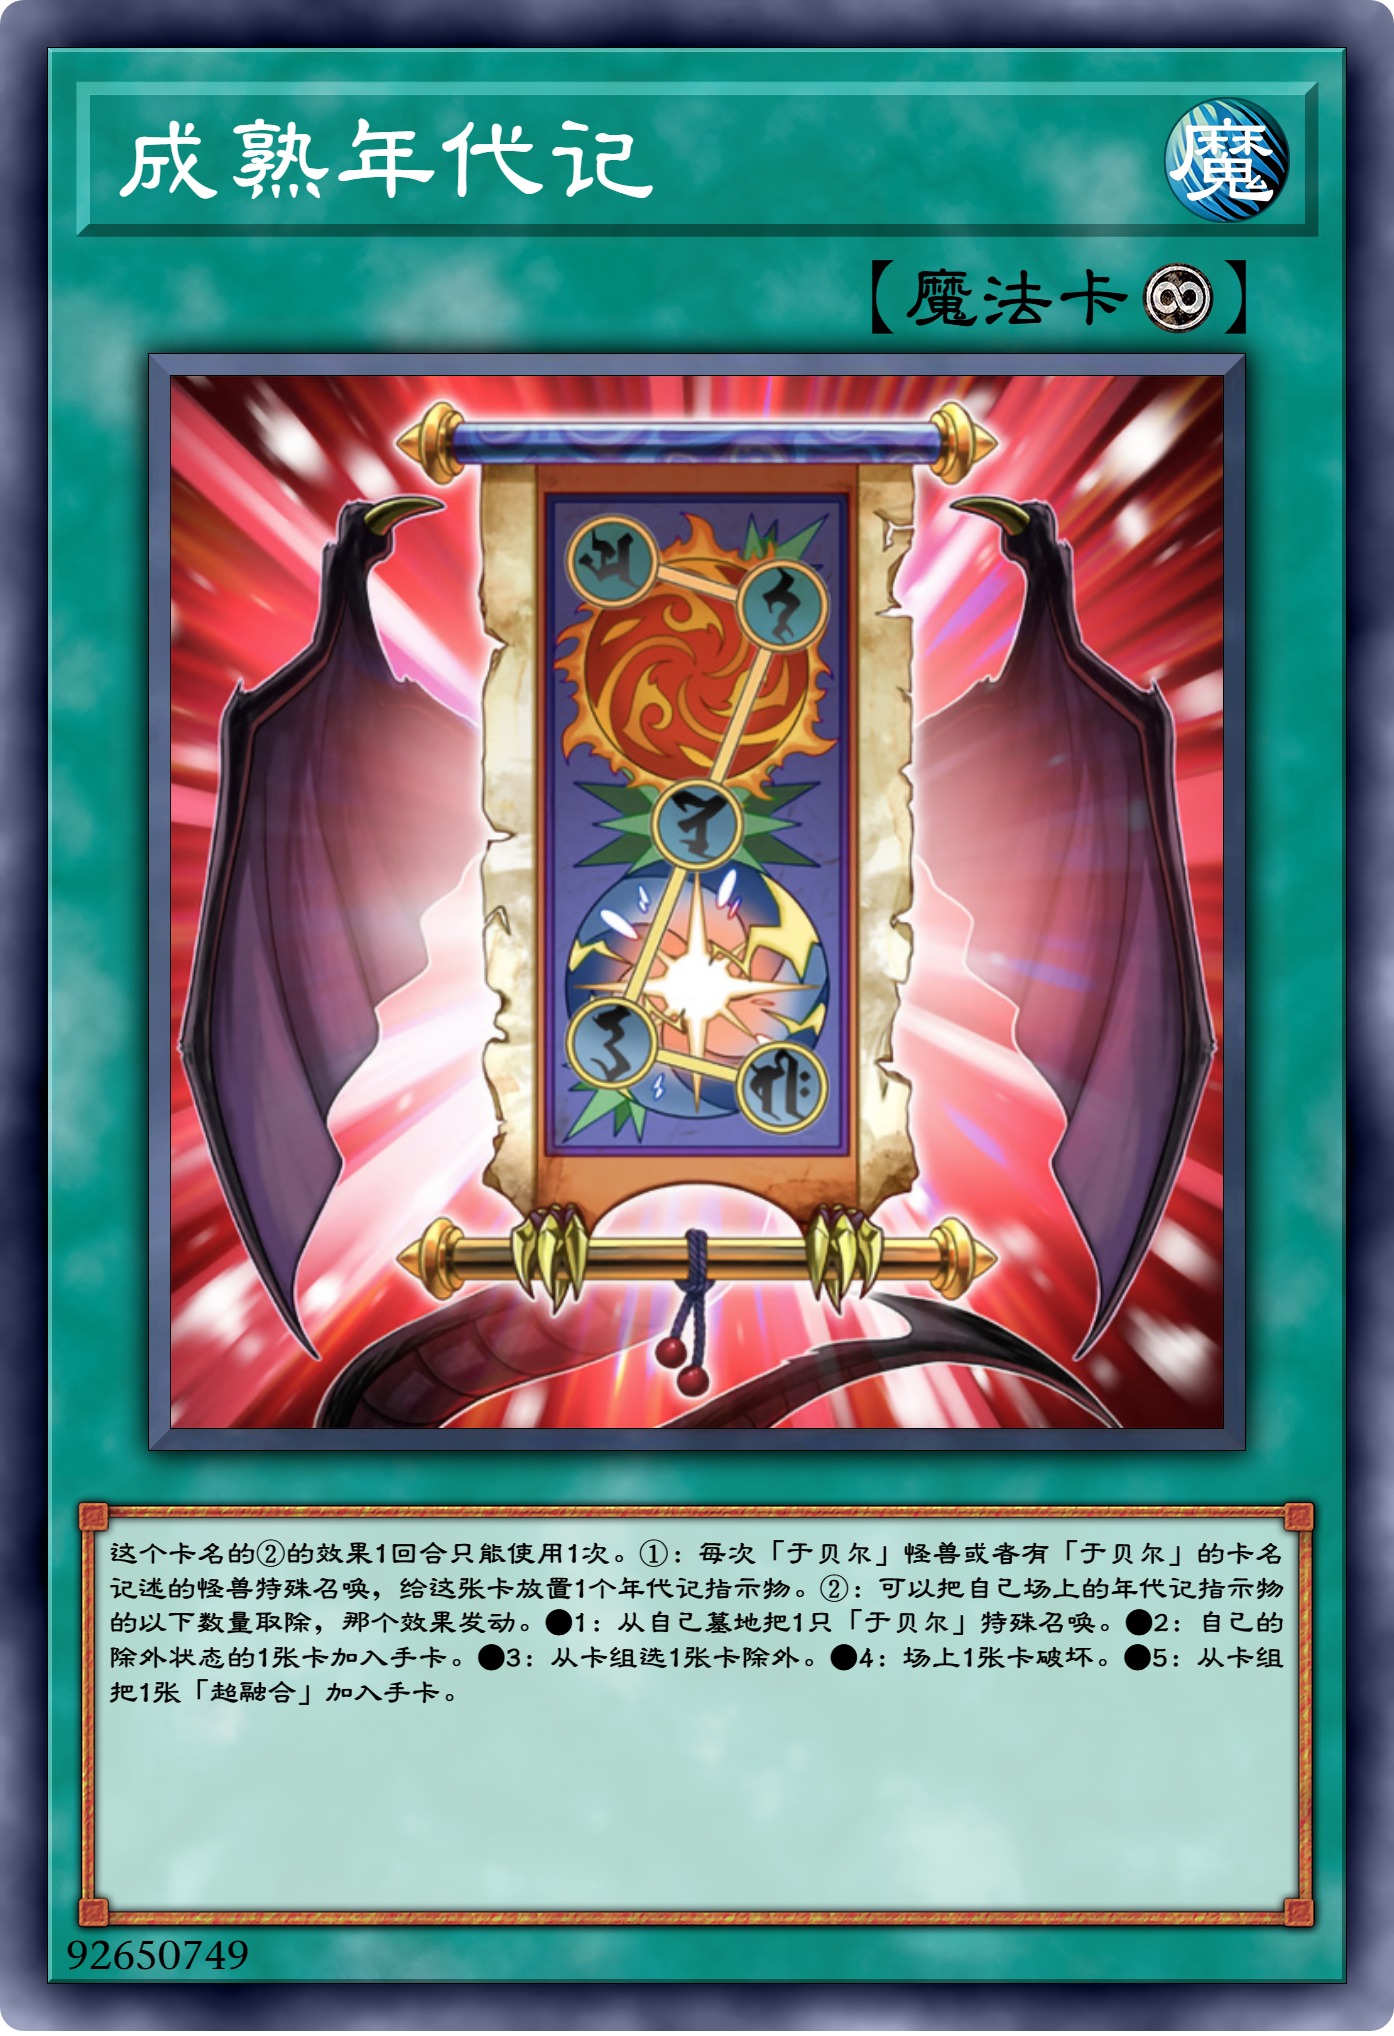 成熟年代记
魔
【魔法卡】
这个卡名的②的效果1回合只能使用1次。①：每次「于贝尔」怪兽或者有「于贝尔」的卡名
记述的怪兽特殊召唤，给这张卡放置1个年代记指示物。②：可以把自己场上的年代记指示物
的以下数量取除，那个效果发动。●1：从自己墓地把1只「于贝尔」特殊召唤。●2：自己的
除外状态的1张卡加入手卡。●3：从卡组选1张卡除外。●4：场上1张卡破坏。●5：从卡组
把1张「超融合」加入手卡。
92650749